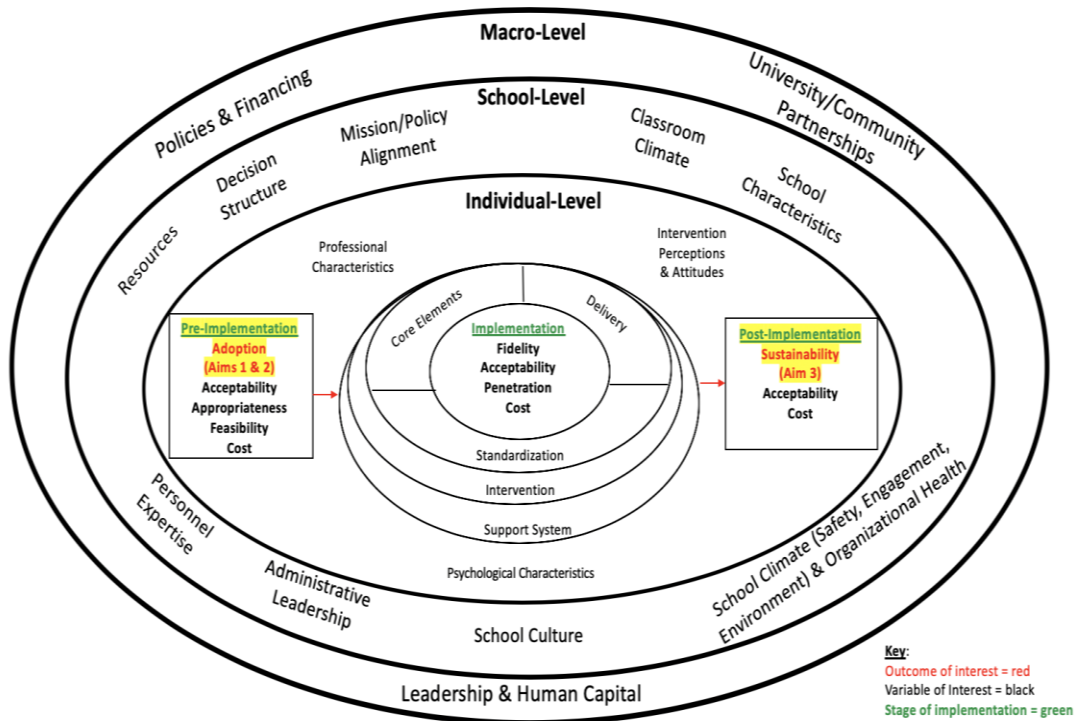 Macro-Level
Policies & Financing
University/Community
Partnerships
School-Level
Mission/Policy
Alignment
Classroom
Climate
Decision
Structure
School
Characteristics
Resources
Individual-Level
Professional
Characteristics
Intervention
Perceptions
& Attitudes
Core Elements
Delivery
Pre-Implementation
Adoption
(Aims 1 & 2)
Acceptability
Appropriateness
Feasibility
Cost
Implementation
Fidelity
Acceptability
Penetration
Cost
Post-Implementation
Sustainability
(Aim 3)
Acceptability
Cost
Standardization
Intervention
Support System
Psychological Characteristics
Personnel
Expertise
Administrative
Leadership
School Culture
School Climate (Safety, Engagement,
Environment) & Organizational Health
Leadership & Human Capital
Key:
Outcome of interest = red
Variable of Interest = black
Stage of implementation = green